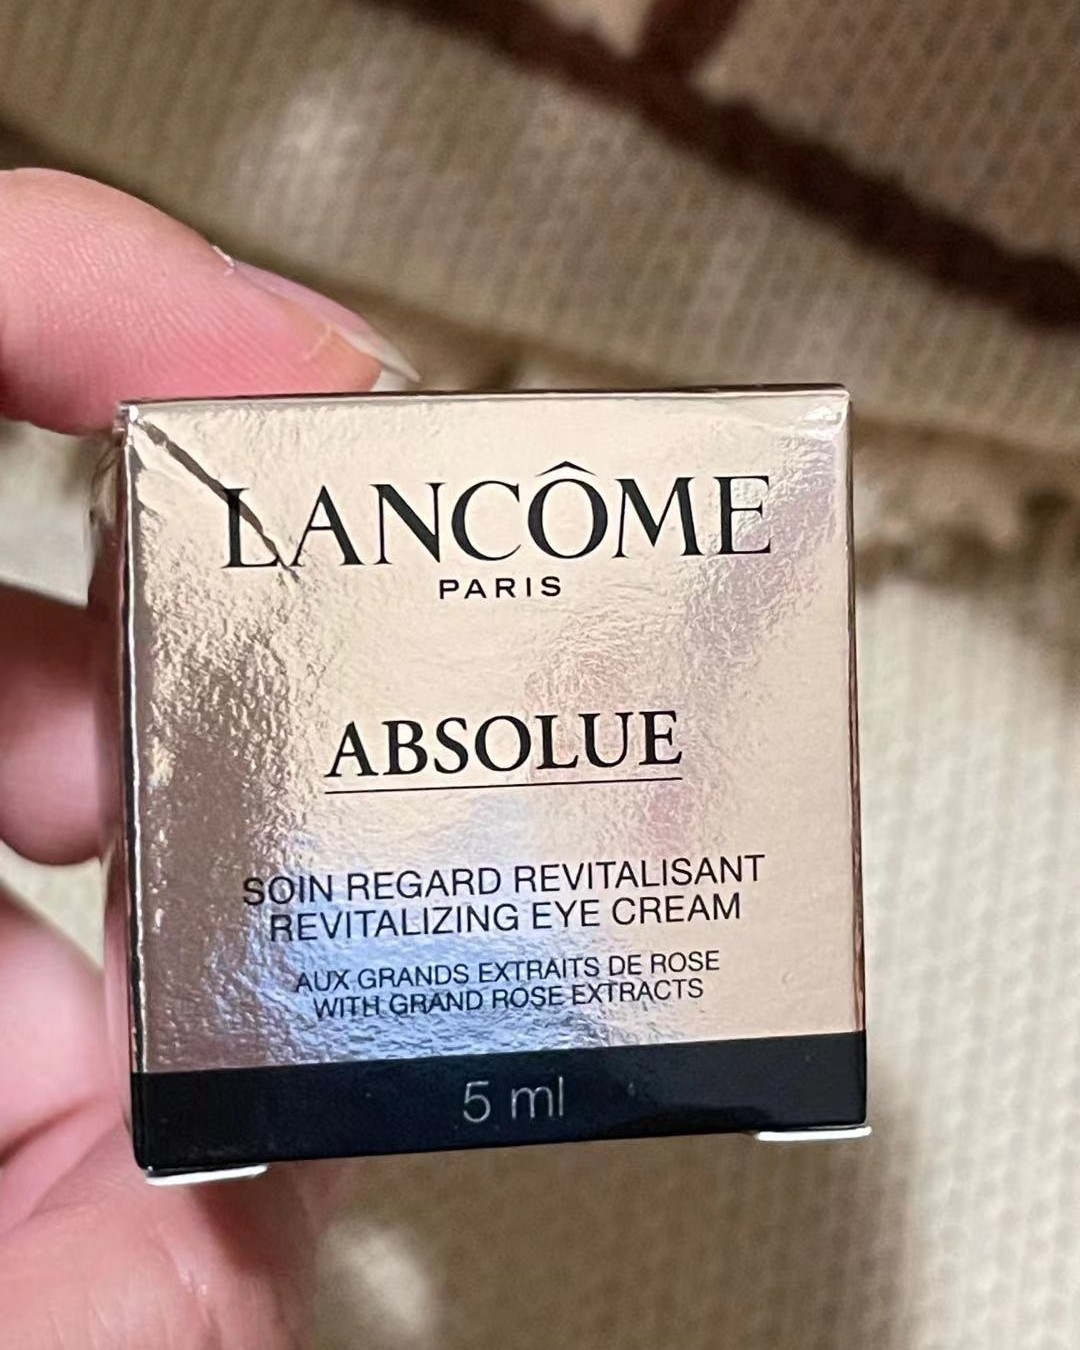 LANCÔME
PARIS
ABSOLUE
SOIN REGARD REVITALISANT
REVITALIZING EYE CREAM
AUX GRANDS EXTRAITS DE ROSE
WITH GRAND ROSE EXTRACTS
5 ml